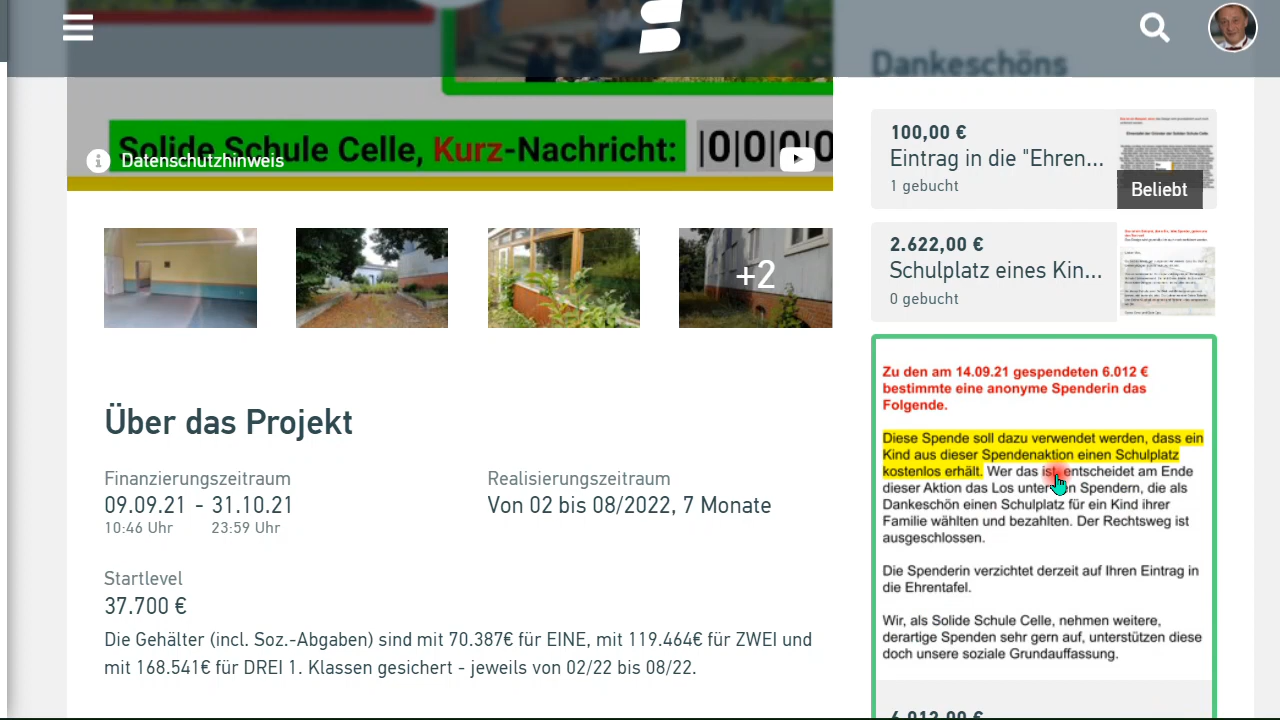 Dankeschöns
Solide Schule Celle, Kurz Nachricht:
Datenschutzhinweis
+2
Über das Projekt
Finanzierungszeitraum
09.09.21 - 31.10.21
10:46 Uhr 23:59 Uhr
Realisierungszeitraum
Von 02 bis 08/2022, 7 Monate
Startlevel
37.700 €
Die Gehälter (incl. Soz.-Abgaben) sind mit 70.387€ für EINE, mit 119.464€ für ZWEI und
mit 168.541€ für DREI 1. Klassen gesichert - jeweils von 02/22 bis 08/22.
100,00 €
Eintrag in die "Ehren...
1 gebucht
Beliebt
2.622,00 €
Schulplatz eines Kin...
0 gebucht
Zu den am 14.09.21 gespendeten 6.012 €
bestimmte eine anonyme Spenderin das
Folgende.
Diese Spende soll dazu verwendet werden, dass ein
Kind aus dieser Spendenaktion einen Schulplatz
kostenlos erhält. Wer das ist, entscheidet am Ende
dieser Aktion das Los unter den Spendern, die als
Dankeschön einen Schulplatz für ein Kind ihrer
Familie wählten und bezahlten. Der Rechtsweg ist
ausgeschlossen.
Die Spenderin verzichtet derzeit auf Ihren Eintrag in
die Ehrentafel.
Wir, als Solide Schule Celle, nehmen weitere,
derartige Spenden sehr gern auf, unterstützen diese
doch unsere soziale Grundauffassung.
6.012,00 €